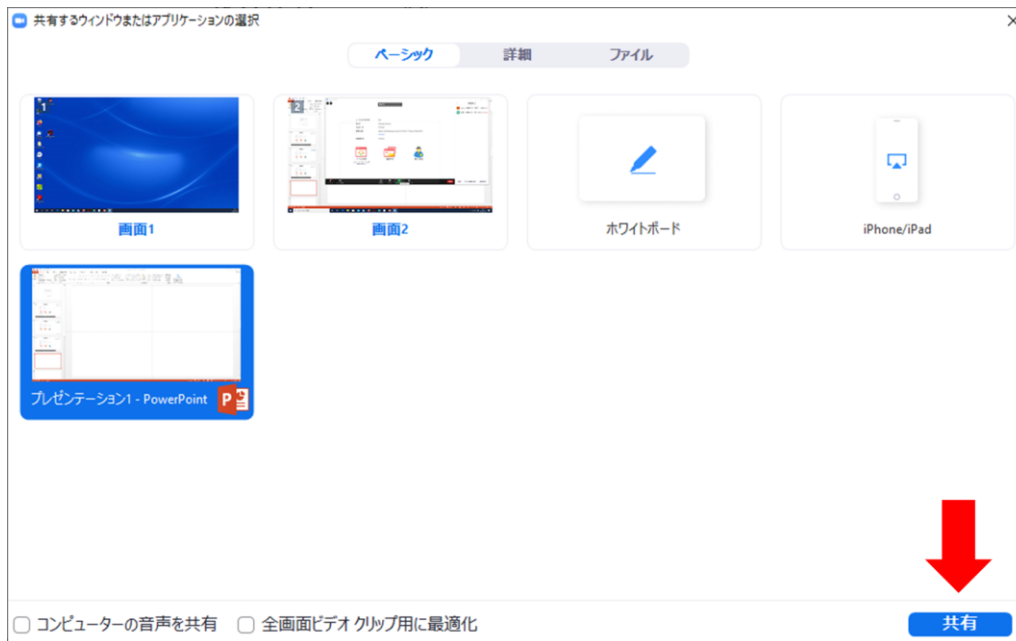 共有するウィンドウまたはアプリケーションの選択
ベーシック 詳細 ファイル
1
2
画面1 画面2 ホワイトボード iPhone/iPad
プレゼンテーション1 - PowerPoint
コンピューターの音声を共有 全画面ビデオ クリップ用に最適化 共有